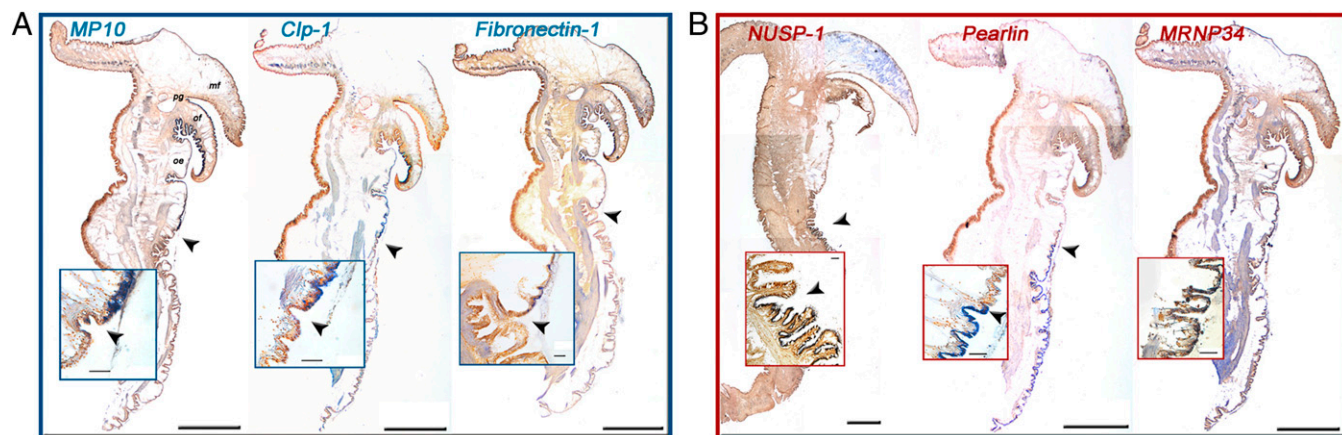 A
MP10
Clp-1
Fibronectin-1
mf
pg
of
oe
B
NUSP-1
Pearlin
MRNP34